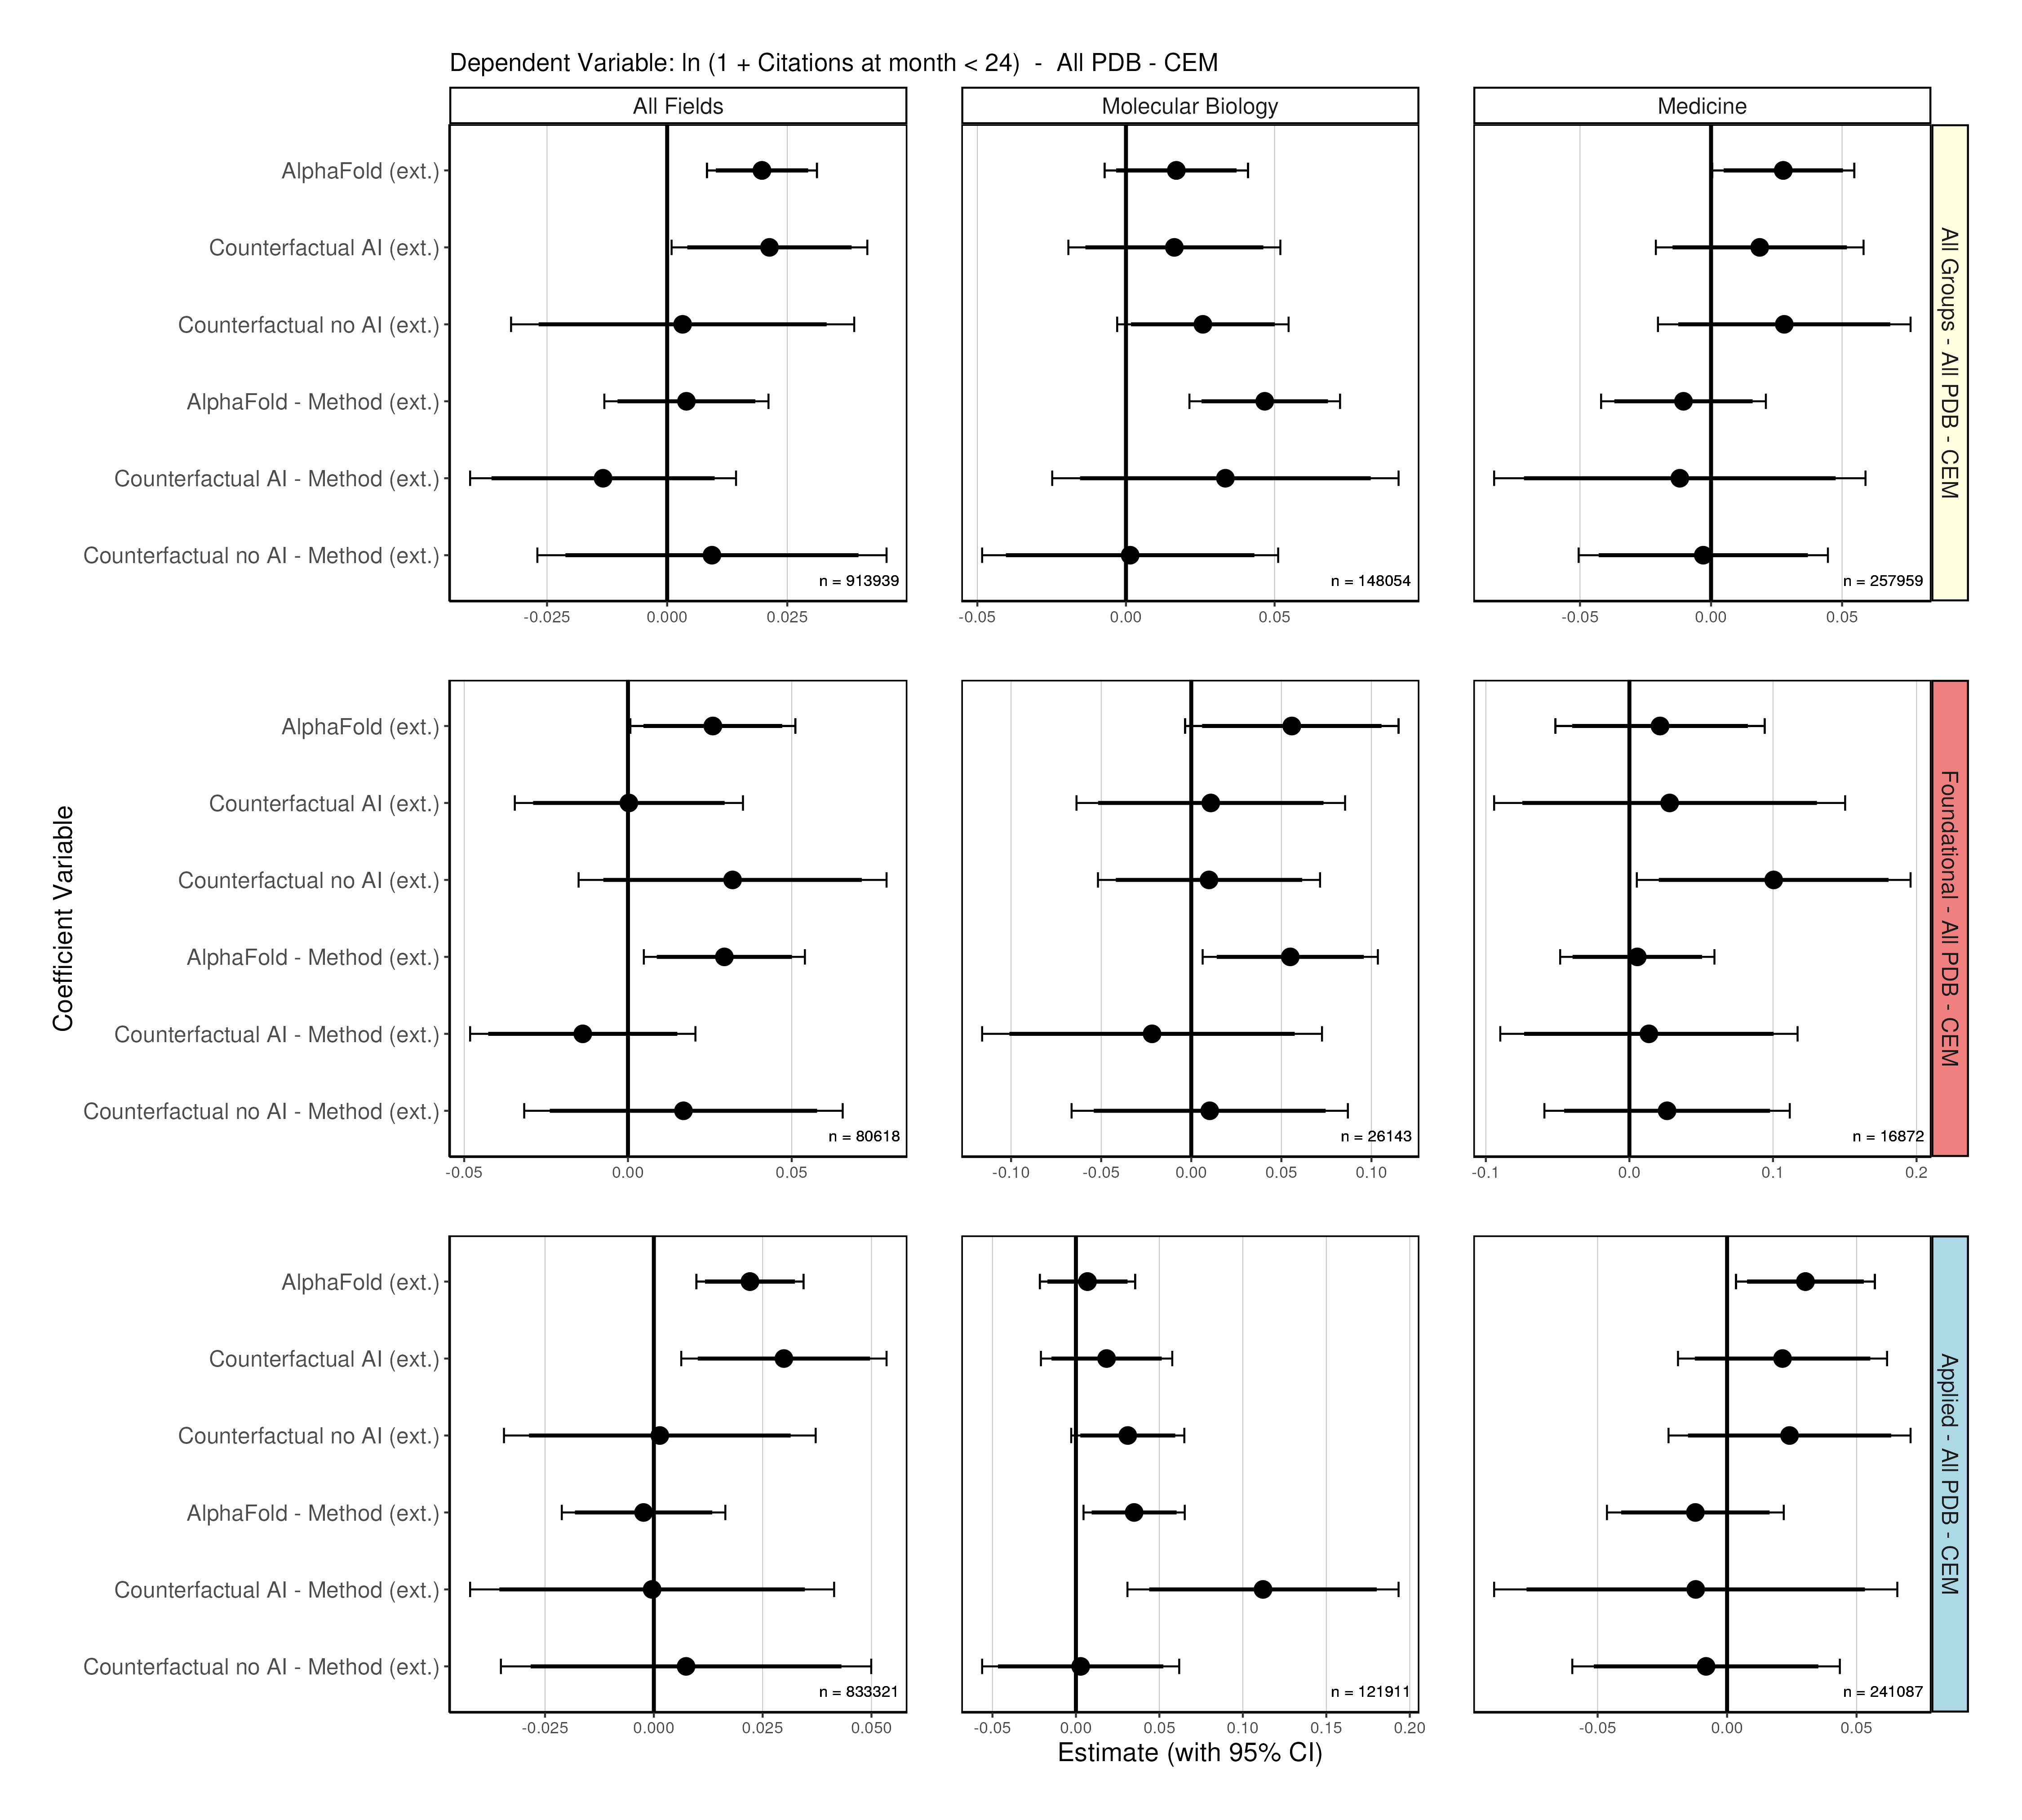 Dependent Variable: ln (1 + Citations at month < 24)  -  All PDB - CEM
All Fields
Molecular Biology
Medicine
AlphaFold (ext.)
Counterfactual AI (ext.)
Counterfactual no AI (ext.)
AlphaFold - Method (ext.)
Counterfactual AI - Method (ext.)
Counterfactual no AI - Method (ext.)
n = 913939
n = 148054
n = 257959
-0.025 0.000 0.025
-0.05 0.00 0.05
-0.05 0.00 0.05
All Groups - All PDB - CEM
Coefficient Variable
AlphaFold (ext.)
Counterfactual AI (ext.)
Counterfactual no AI (ext.)
AlphaFold - Method (ext.)
Counterfactual AI - Method (ext.)
Counterfactual no AI - Method (ext.)
n = 80618
n = 26143
n = 16872
-0.05 0.00 0.05
-0.10 -0.05 0.00 0.05 0.10
-0.1 0.0 0.1 0.2
Foundational - All PDB - CEM
AlphaFold (ext.)
Counterfactual AI (ext.)
Counterfactual no AI (ext.)
AlphaFold - Method (ext.)
Counterfactual AI - Method (ext.)
Counterfactual no AI - Method (ext.)
n = 833321
n = 121911
n = 241087
-0.025 0.000 0.025 0.050
-0.05 0.00 0.05 0.10 0.15 0.20
-0.05 0.00 0.05
Applied - All PDB - CEM
Estimate (with 95% CI)